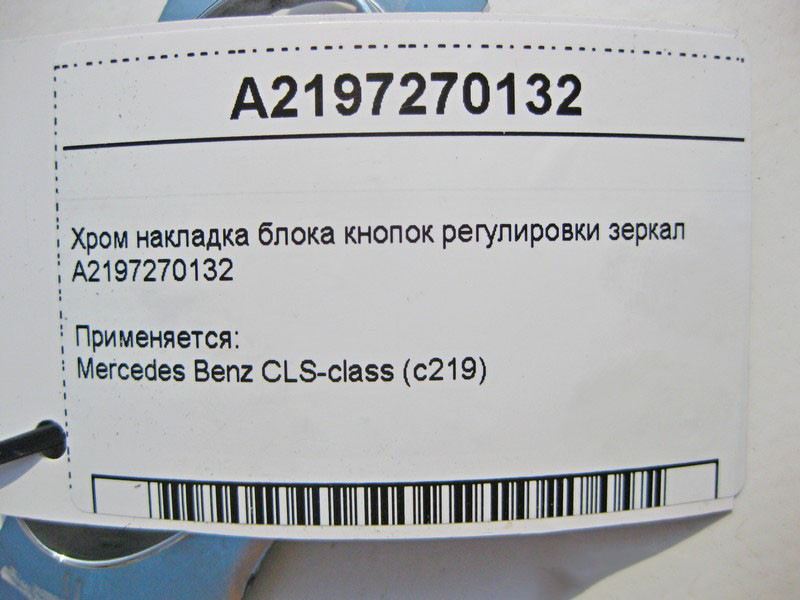 A2197270132
Хром накладка блока кнопок регулировки зеркал
A2197270132
Применяется:
Mercedes Benz CLS-class (c219)